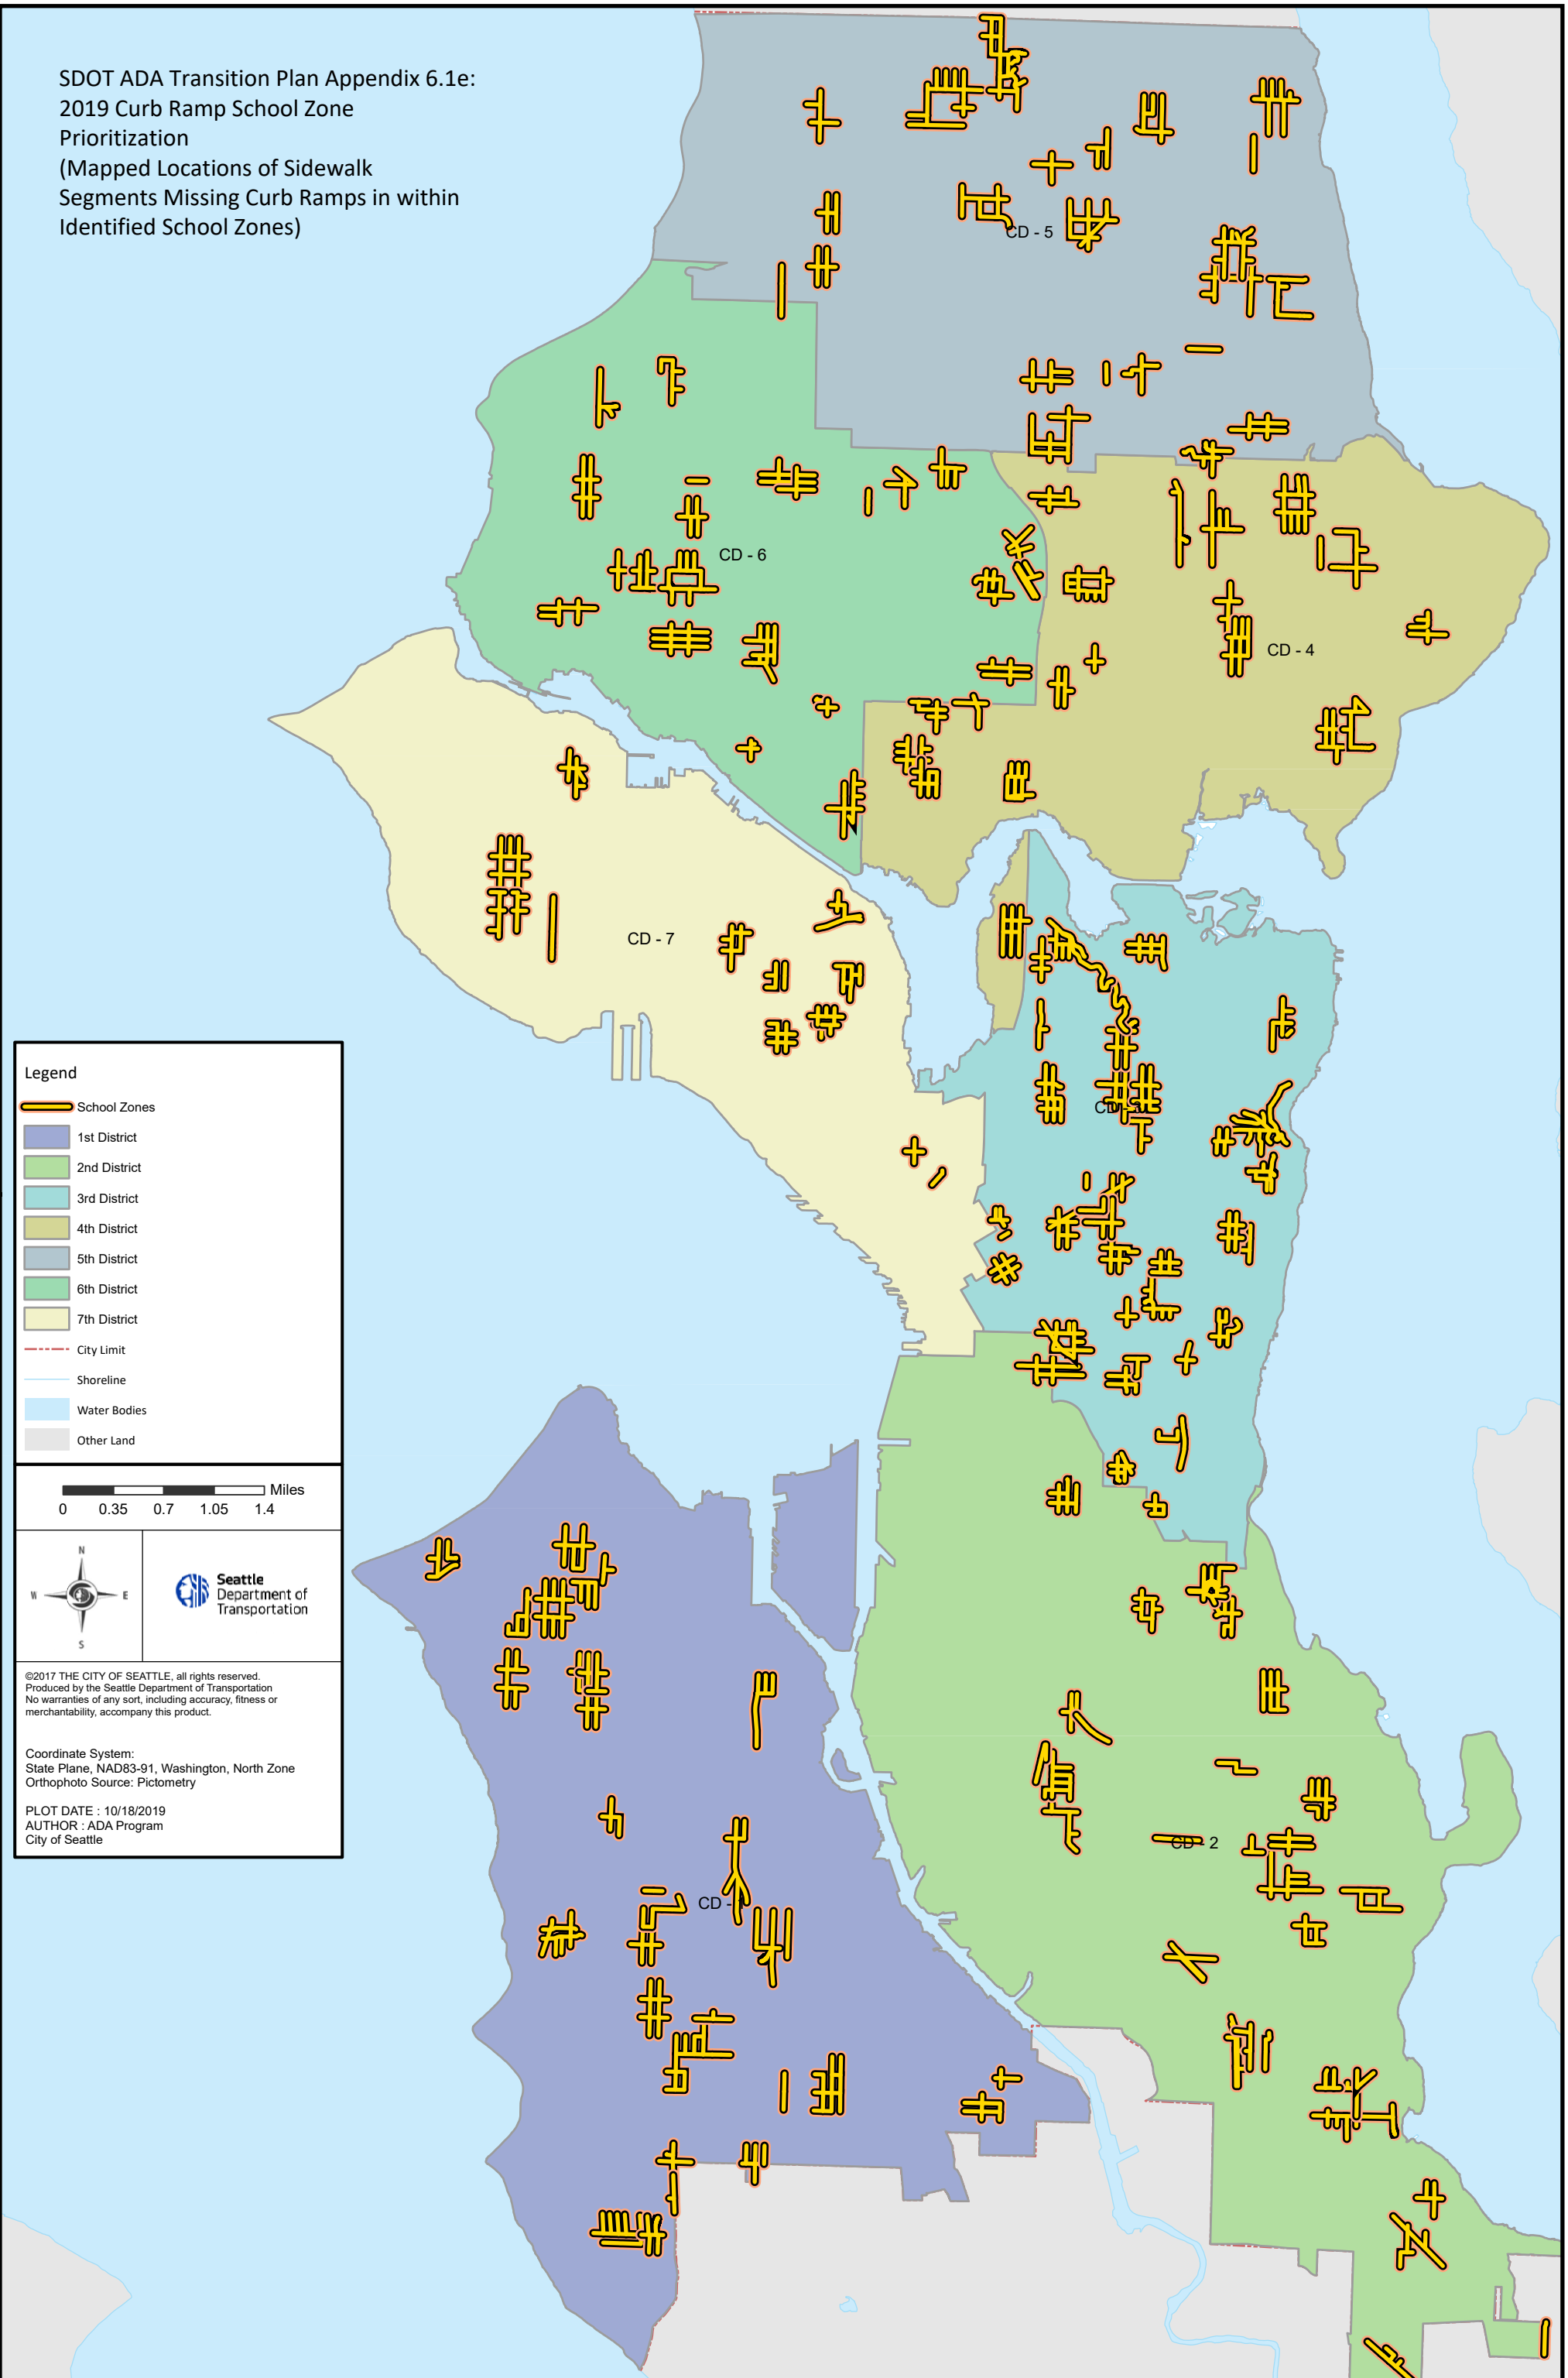 SDOT ADA Transition Plan Appendix 6.1e:
2019 Curb Ramp School Zone
Prioritization
(Mapped Locations of Sidewalk
Segments Missing Curb Ramps in within
Identified School Zones)
CD - 5
CD - 6
CD - 4
CD - 7
CD
CD - 2
CD -
Legend
School Zones
1st District
2nd District
3rd District
4th District
5th District
6th District
7th District
City Limit
Shoreline
Water Bodies
Other Land
Miles
0 0.35 0.7 1.05 1.4
N
W E
S
Seattle
Department of
Transportation
©2017 THE CITY OF SEATTLE, all rights reserved.
Produced by the Seattle Department of Transportation
No warranties of any sort, including accuracy, fitness or
merchantability, accompany this product.
Coordinate System:
State Plane, NAD83-91, Washington, North Zone
Orthophoto Source: Pictometry
PLOT DATE : 10/18/2019
AUTHOR : ADA Program
City of Seattle